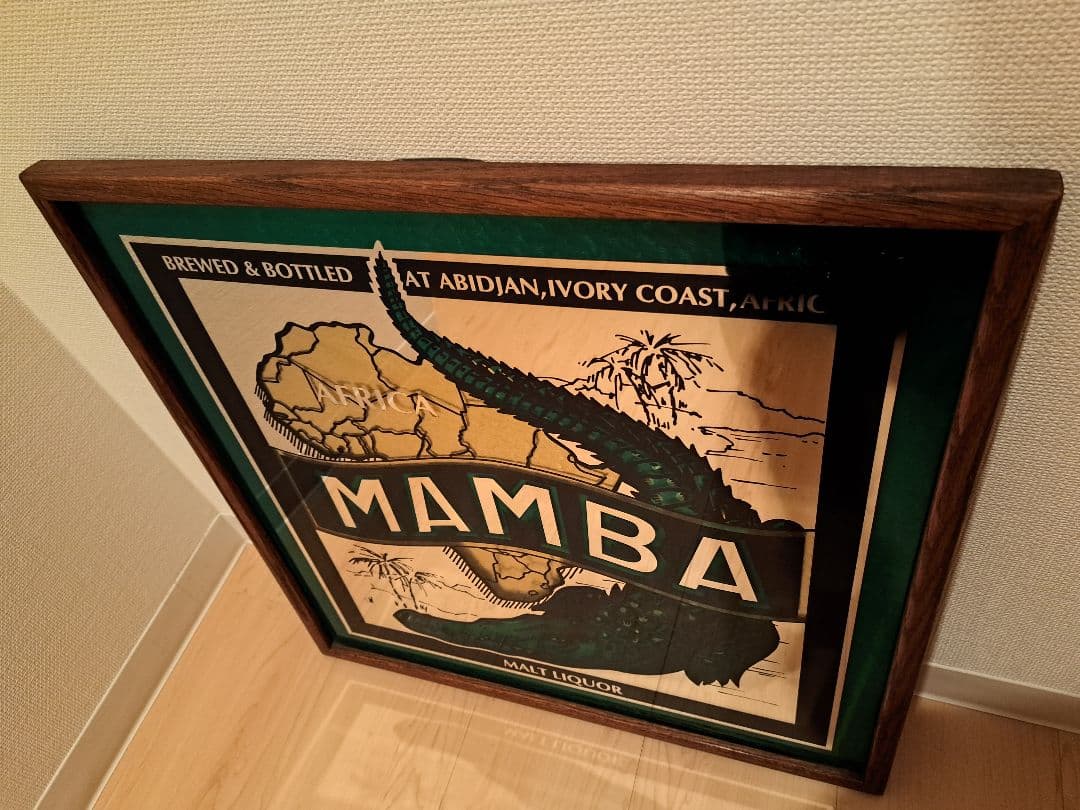 BREWED & BOTTLED AT ABIDJAN, IVORY COAST, AFRIC
AFRICA
MAMBA
MALT LIQUOR